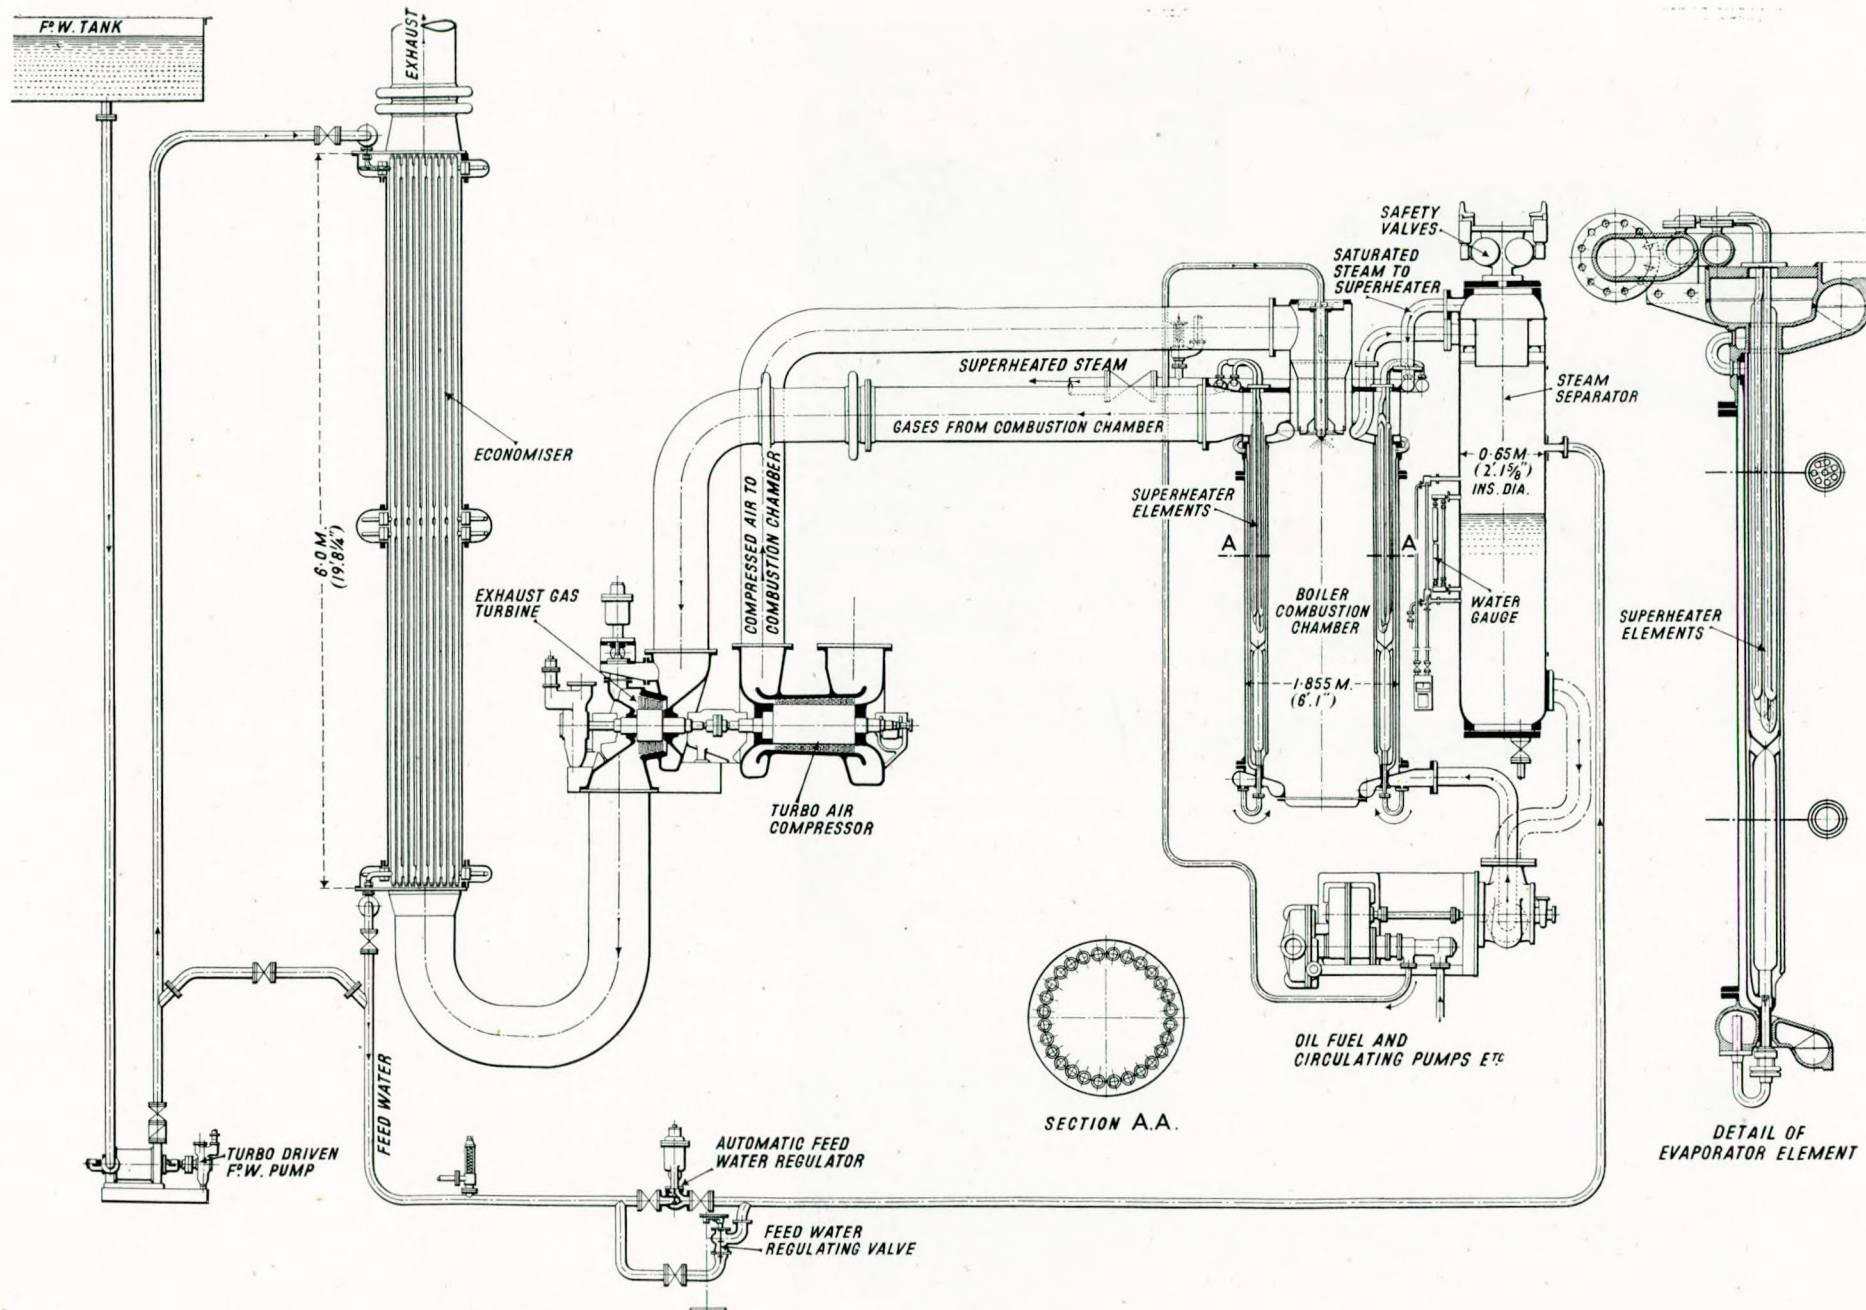 Fᴰ.W. TANK
EXHAUST
6·0 M.
(19'.8¼")
ECONOMISER
EXHAUST GAS
TURBINE
COMPRESSED AIR TO
COMBUSTION CHAMBER
TURBO AIR
COMPRESSOR
SUPERHEATED STEAM
GASES FROM COMBUSTION CHAMBER
SAFETY
VALVES
SATURATED
STEAM TO
SUPERHEATER
STEAM
SEPARATOR
0·65 M.
(2'.1⅝")
INS. DIA.
SUPERHEATER
ELEMENTS
A
A
BOILER
COMBUSTION
CHAMBER
WATER
GAUGE
1·855 M.
(6'.1")
SUPERHEATER
ELEMENTS
OIL FUEL AND
CIRCULATING PUMPS ETC
SECTION A.A.
DETAIL OF
EVAPORATOR ELEMENT
FEED WATER
TURBO DRIVEN
Fᴰ.W. PUMP
AUTOMATIC FEED
WATER REGULATOR
FEED WATER
REGULATING VALVE